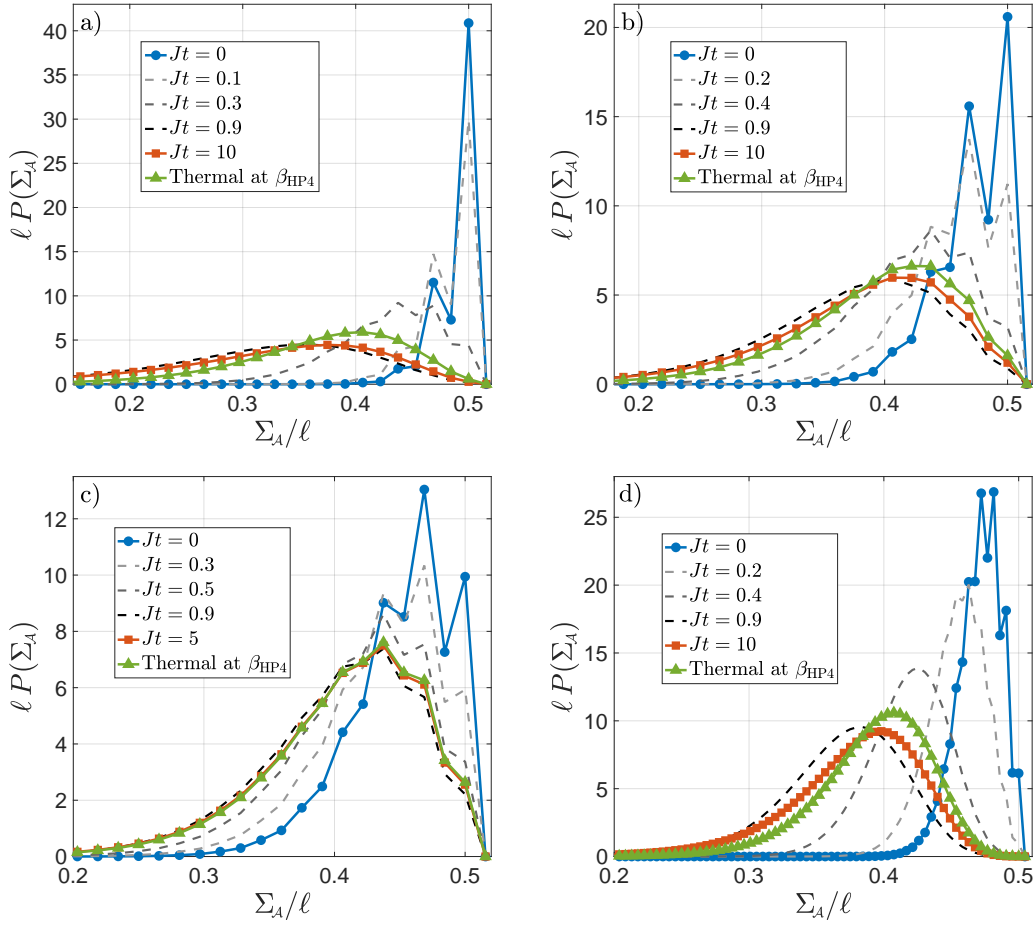 a)
40
35
30
25
20
15
10
5
0
ℓ P(Σ_A)
Jt = 0
Jt = 0.1
Jt = 0.3
Jt = 0.9
Jt = 10
Thermal at β_HP4
0.2
0.3
0.4
0.5
Σ_A/ℓ
b)
20
15
10
5
0
ℓ P(Σ_A)
Jt = 0
Jt = 0.2
Jt = 0.4
Jt = 0.9
Jt = 10
Thermal at β_HP4
0.2
0.3
0.4
0.5
Σ_A/ℓ
c)
12
10
8
6
4
2
0
ℓ P(Σ_A)
Jt = 0
Jt = 0.3
Jt = 0.5
Jt = 0.9
Jt = 5
Thermal at β_HP4
0.2
0.3
0.4
0.5
Σ_A/ℓ
d)
25
20
15
10
5
0
ℓ P(Σ_A)
Jt = 0
Jt = 0.2
Jt = 0.4
Jt = 0.9
Jt = 10
Thermal at β_HP4
0.2
0.3
0.4
0.5
Σ_A/ℓ